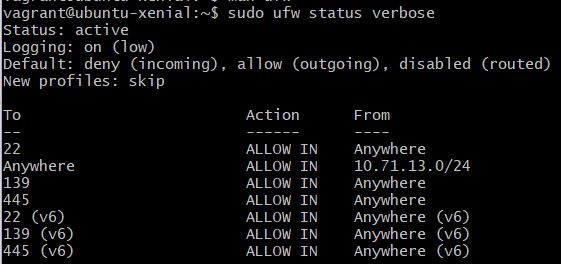 vagrant@ubuntu-xenial:~$ sudo ufw status verbose
Status: active
Logging: on (low)
Default: deny (incoming), allow (outgoing), disabled (routed)
New profiles: skip
To Action From
-- ------ ----
22 ALLOW IN Anywhere
Anywhere ALLOW IN 10.71.13.0/24
139 ALLOW IN Anywhere
445 ALLOW IN Anywhere
22 (v6) ALLOW IN Anywhere (v6)
139 (v6) ALLOW IN Anywhere (v6)
445 (v6) ALLOW IN Anywhere (v6)